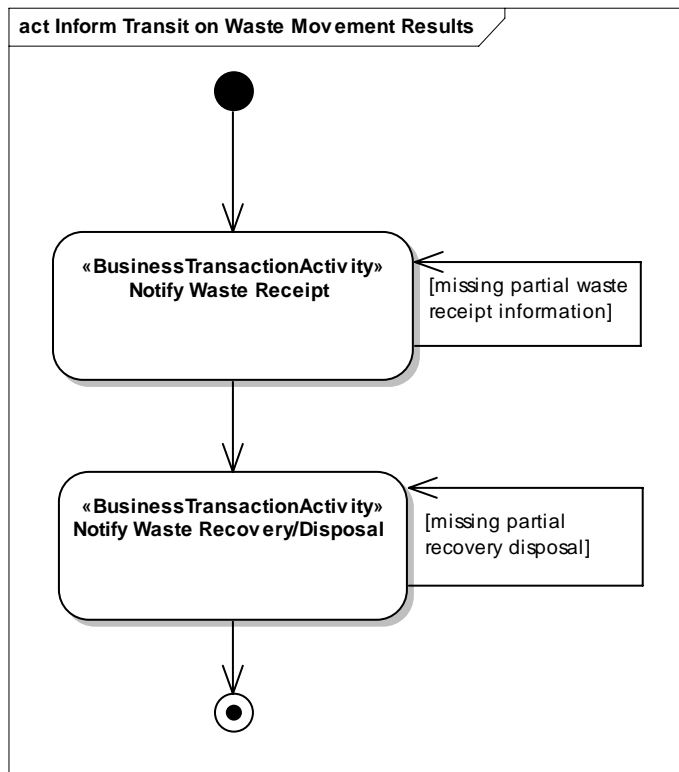 act Inform Transit on Waste Movement Results
«BusinessTransactionActivity»
Notify Waste Receipt
[missing partial waste
receipt information]
«BusinessTransactionActivity»
Notify Waste Recovery/Disposal
[missing partial
recovery disposal]